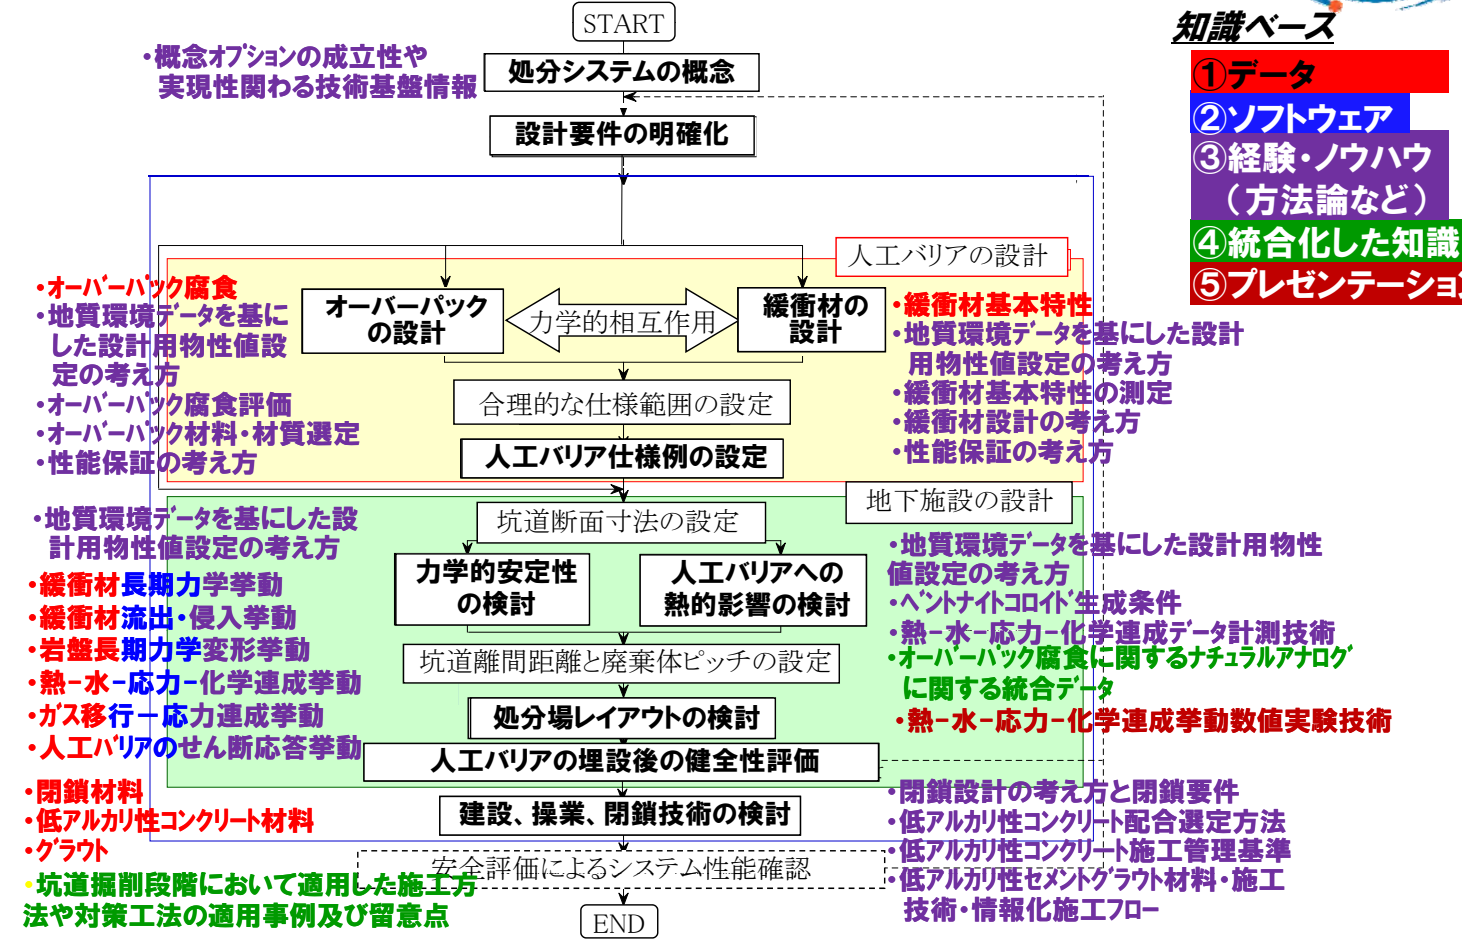 START
・概念オプションの成立性や
実現性関わる技術基盤情報
処分システムの概念
設計要件の明確化
知識ベース
①データ
②ソフトウェア
③経験・ノウハウ
（方法論など）
④統合化した知識
⑤プレゼンテーション
人工バリアの設計
・オーバーパック腐食
・地質環境データを基に
した設計用物性値設
定の考え方
・オーバーパック腐食評価
・オーバーパック材料・材質選定
・性能保証の考え方
オーバーパック
の設計
力学的相互作用
緩衝材の
設計
・緩衝材基本特性
・地質環境データを基にした設計
用物性値設定の考え方
・緩衝材基本特性の測定
・緩衝材設計の考え方
・性能保証の考え方
合理的な仕様範囲の設定
人工バリア仕様例の設定
地下施設の設計
・地質環境データを基にした設
計用物性値設定の考え方
・緩衝材長期力学挙動
・緩衝材流出・侵入挙動
・岩盤長期力学変形挙動
・熱－水－応力－化学連成挙動
・ガス移行－応力連成挙動
・人工バリアのせん断応答挙動
坑道断面寸法の設定
力学的安定性
の検討
人工バリアへの
熱的影響の検討
坑道離間距離と廃棄体ピッチの設定
処分場レイアウトの検討
人工バリアの埋設後の健全性評価
・地質環境データを基にした設計用物性
値設定の考え方
・ベントナイトコロイド生成条件
・熱－水－応力－化学連成データ計測技術
・オーバーパック腐食に関するナチュラルアナログ
に関する統合データ
・熱－水－応力－化学連成挙動数値実験技術
・閉鎖材料
・低アルカリ性コンクリート材料
・グラウト
・坑道掘削段階において適用した施工方
法や対策工法の適用事例及び留意点
建設、操業、閉鎖技術の検討
安全評価によるシステム性能確認
END
・閉鎖設計の考え方と閉鎖要件
・低アルカリ性コンクリート配合選定方法
・低アルカリ性コンクリート施工管理基準
・低アルカリ性セメントグラウト材料・施工
技術・情報化施工フロー